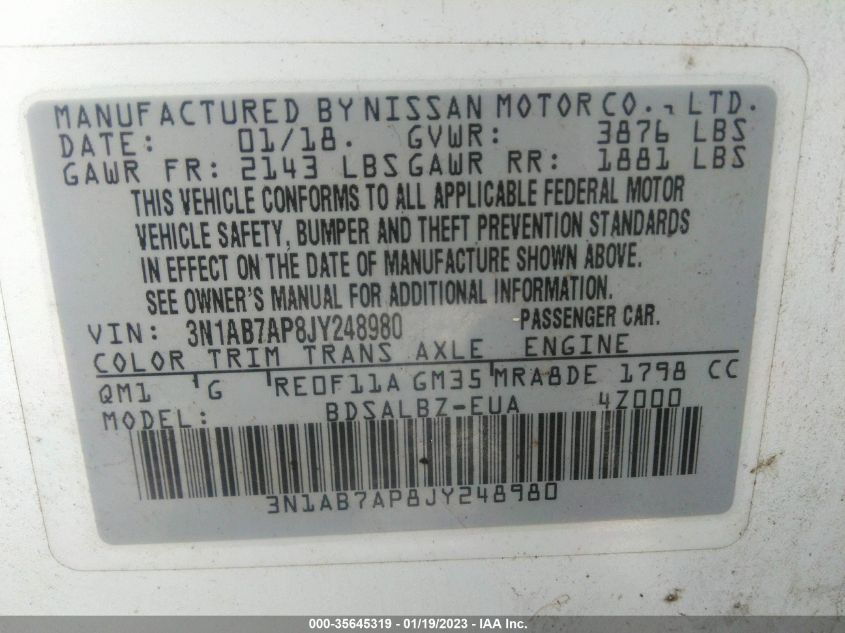 MANUFACTURED BY NISSAN MOTOR CO., LTD.
DATE: 01/18. GVWR: 3876 LBS
GAWR FR: 2143 LBS GAWR RR: 1881 LBS
THIS VEHICLE CONFORMS TO ALL APPLICABLE FEDERAL MOTOR
VEHICLE SAFETY, BUMPER AND THEFT PREVENTION STANDARDS
IN EFFECT ON THE DATE OF MANUFACTURE SHOWN ABOVE.
SEE OWNER'S MANUAL FOR ADDITIONAL INFORMATION.
VIN: 3N1AB7AP8JY248980 PASSENGER CAR.
COLOR TRIM TRANS AXLE ENGINE
QM1 G RE0F11A GM35 MRA8DE 1798 CC
MODEL: BDSALBZ-EUA 4Z000
3N1AB7AP8JY248980
000-35645319 - 01/19/2023 - IAA Inc.